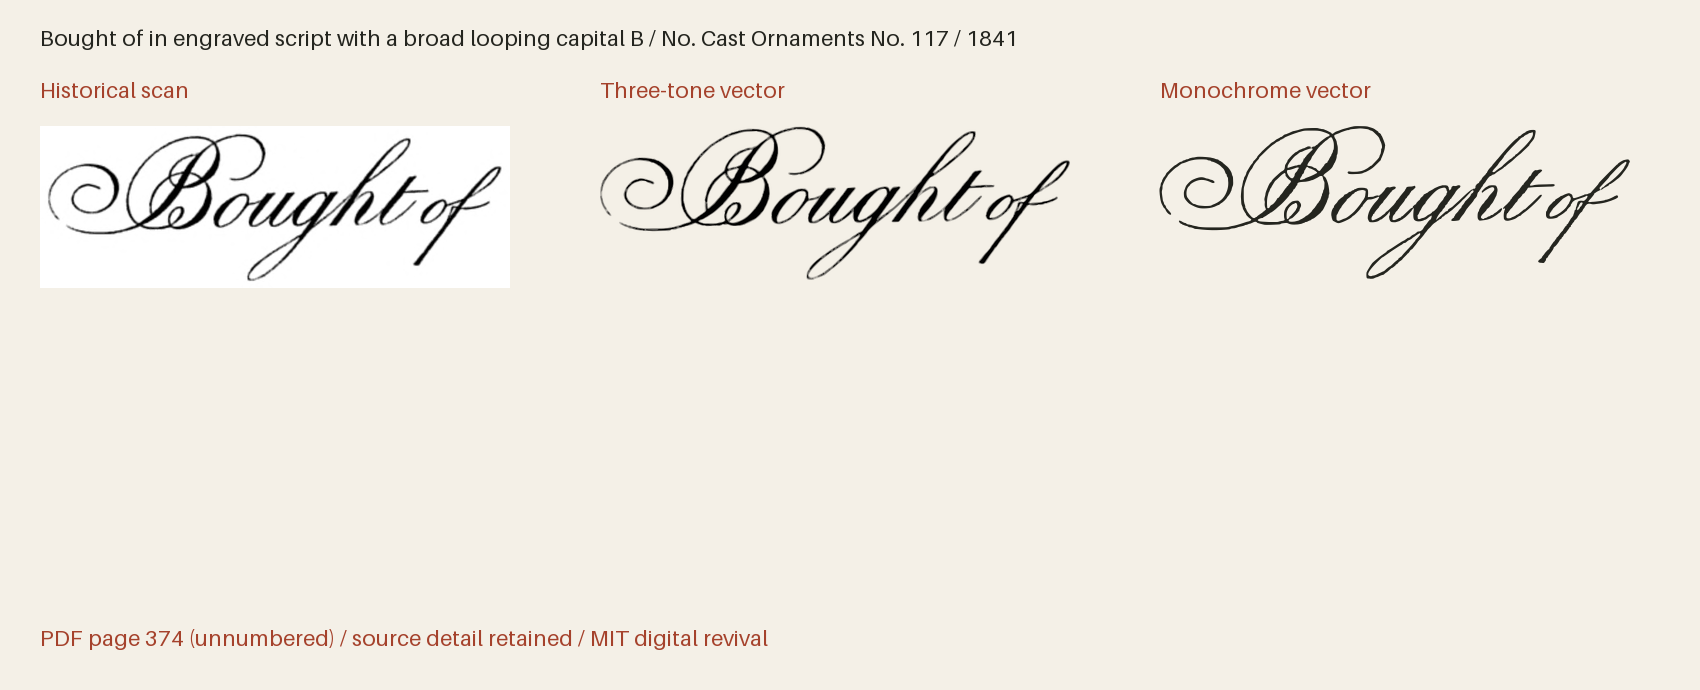 Bought of in engraved script with a broad looping capital B / No. Cast Ornaments No. 117 / 1841
Historical scan
Three-tone vector
Monochrome vector
Bought of
Bought of
Bought of
PDF page 374 (unnumbered) / source detail retained / MIT digital revival